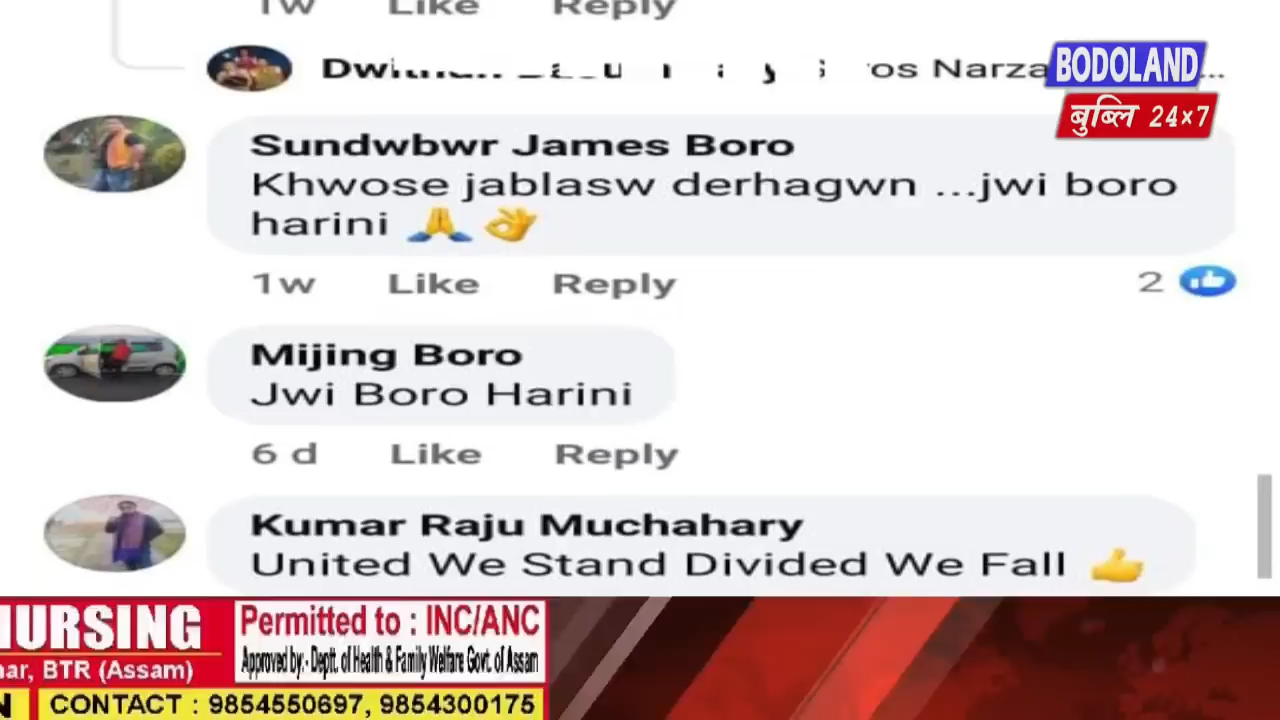 1w Like Reply
os Narza ...
BODOLAND
बुब्लि 24×7
Sundwbwr James Boro
Khwose jablasw derhagwn ...jwi boro
harini 🙏👌
1w Like Reply 2
Mijing Boro
Jwi Boro Harini
6 d Like Reply
Kumar Raju Muchahary
United We Stand Divided We Fall 👍
NURSING
BTR (Assam)
Permitted to : INC/ANC
Approved by:- Deptt. of Health & Family Welfare Govt. of Assam
CONTACT : 9854550697, 9854300175